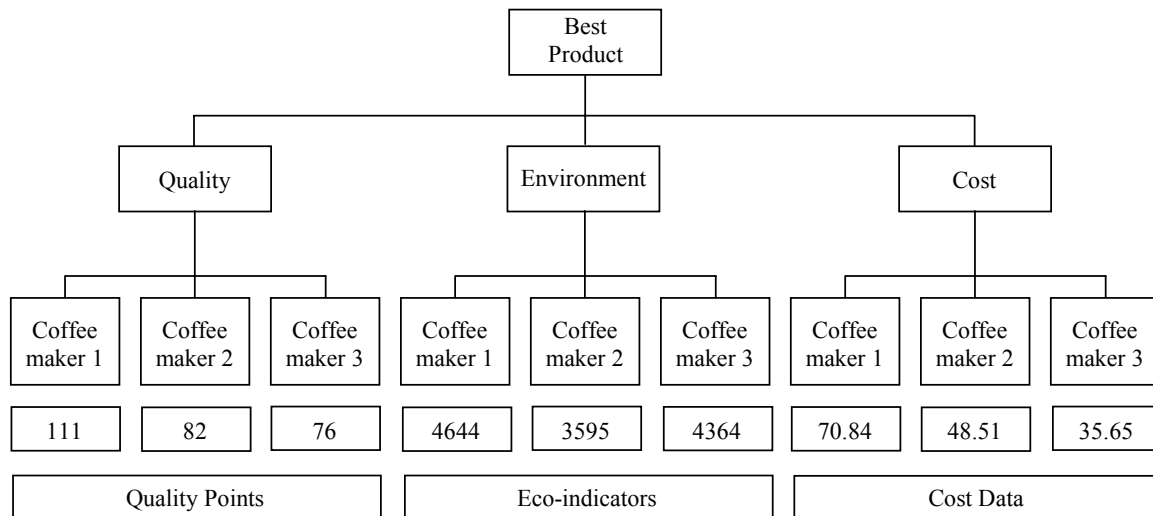 Best
Product
Quality
Environment
Cost
Coffee
maker 1
Coffee
maker 2
Coffee
maker 3
Coffee
maker 1
Coffee
maker 2
Coffee
maker 3
Coffee
maker 1
Coffee
maker 2
Coffee
maker 3
111
82
76
4644
3595
4364
70.84
48.51
35.65
Quality Points
Eco-indicators
Cost Data